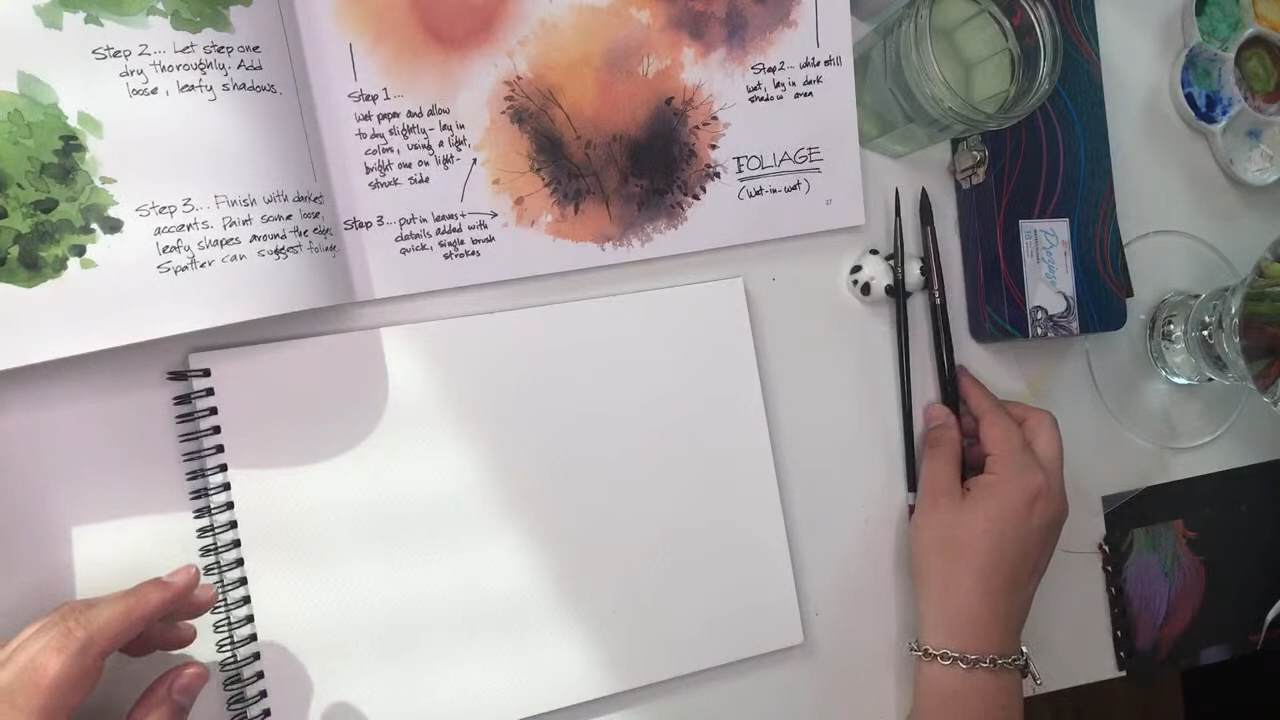 Step 2... Let step one
dry thoroughly. Add
loose, leafy shadows.
Step 3... Finish with darkest
accents. Paint some loose,
leafy shapes around the edges.
Spatter can suggest foliage.
Step 1...
Wet paper and allow
to dry slightly - lay in
colors, using a light,
bright one on light-
struck side
Step 3... put in leaves +
details added with
quick, single brush
strokes
Step 2... while still
wet, lay in dark
shadow area
FOLIAGE
(wet-in-wet)
27
18